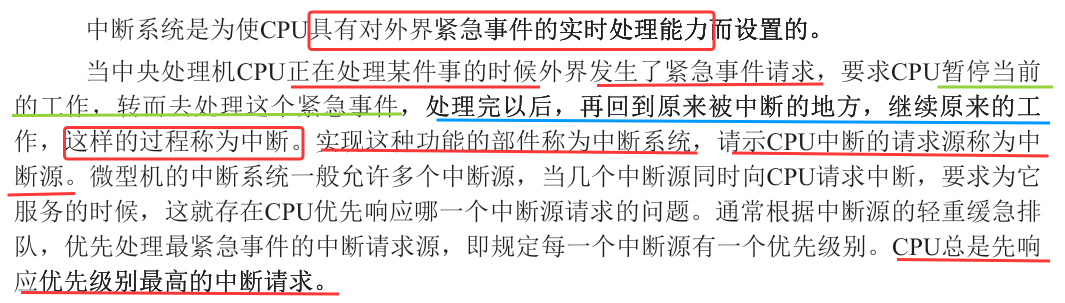 中断系统是为使CPU具有对外界紧急事件的实时处理能力而设置的。
当中央处理机CPU正在处理某件事的时候外界发生了紧急事件请求，要求CPU暂停当前
的工作，转而去处理这个紧急事件，处理完以后，再回到原来被中断的地方，继续原来的工
作，这样的过程称为中断。实现这种功能的部件称为中断系统，请示CPU中断的请求源称为中
断源。微型机的中断系统一般允许多个中断源，当几个中断源同时向CPU请求中断，要求为它
服务的时候，这就存在CPU优先响应哪一个中断源请求的问题。通常根据中断源的轻重缓急排
队，优先处理最紧急事件的中断请求源，即规定每一个中断源有一个优先级别。CPU总是先响
应优先级别最高的中断请求。